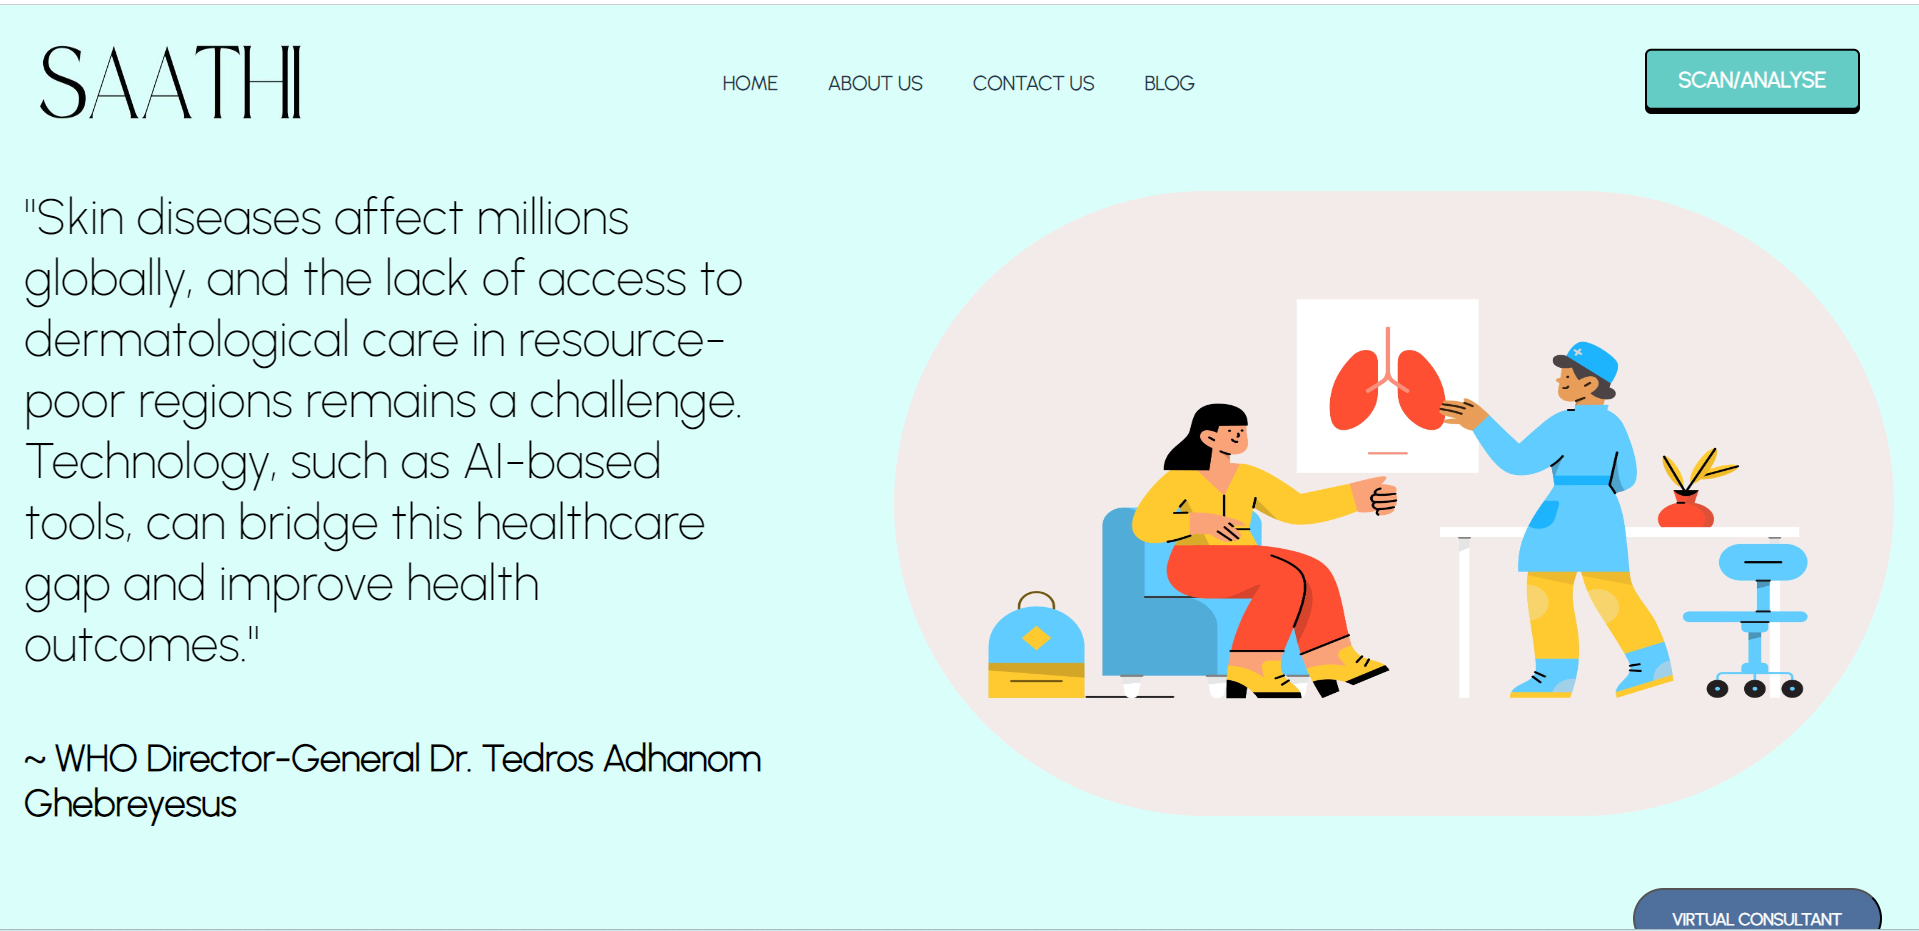 SAATHI
HOME ABOUT US CONTACT US BLOG
SCAN/ANALYSE
"Skin diseases affect millions
globally, and the lack of access to
dermatological care in resource-
poor regions remains a challenge.
Technology, such as AI-based
tools, can bridge this healthcare
gap and improve health
outcomes."
~ WHO Director-General Dr. Tedros Adhanom
Ghebreyesus
VIRTUAL CONSULTANT